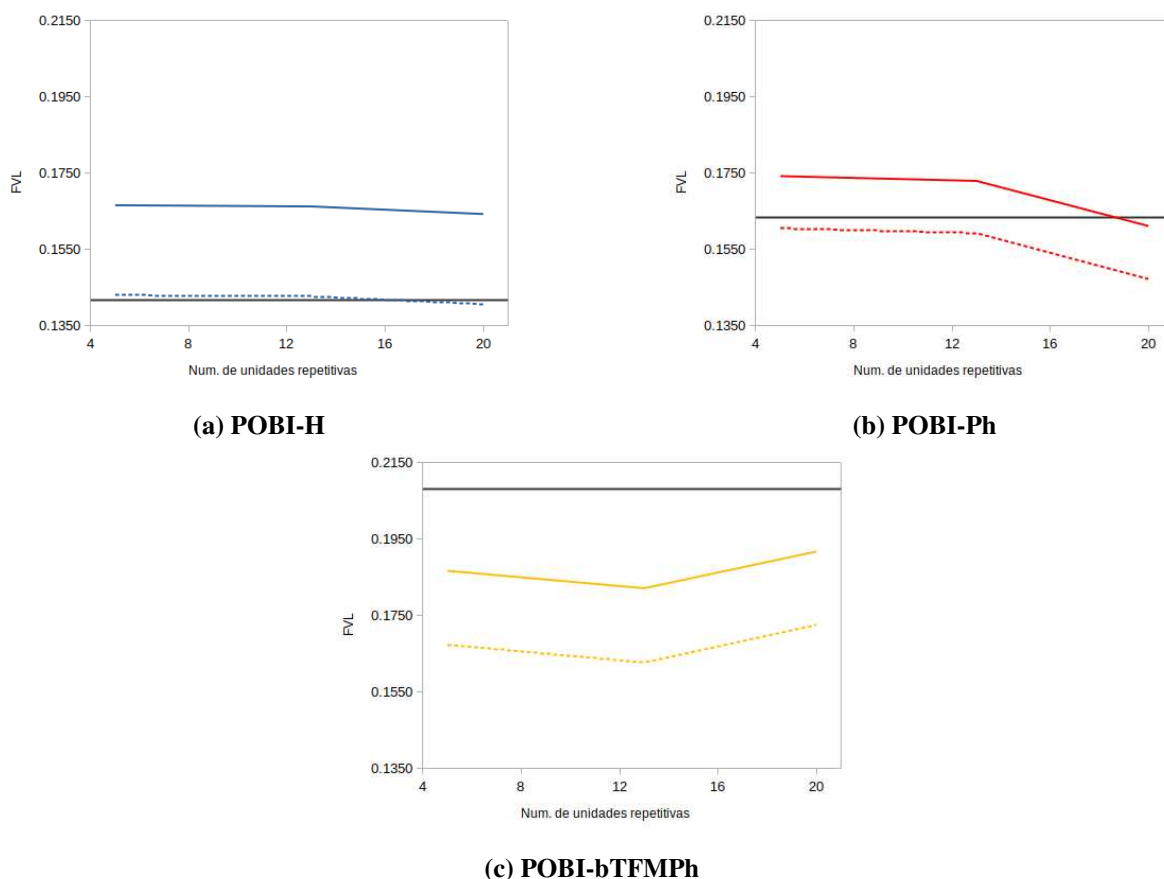 0.2150
0.1950
0.1750
0.1550
0.1350
FVL
4 8 12 16 20
Num. de unidades repetitivas
(a) POBI-H
0.2150
0.1950
0.1750
0.1550
0.1350
FVL
4 8 12 16 20
Num. de unidades repetitivas
(b) POBI-Ph
0.2150
0.1950
0.1750
0.1550
0.1350
FVL
4 8 12 16 20
Num. de unidades repetitivas
(c) POBI-bTFMPh